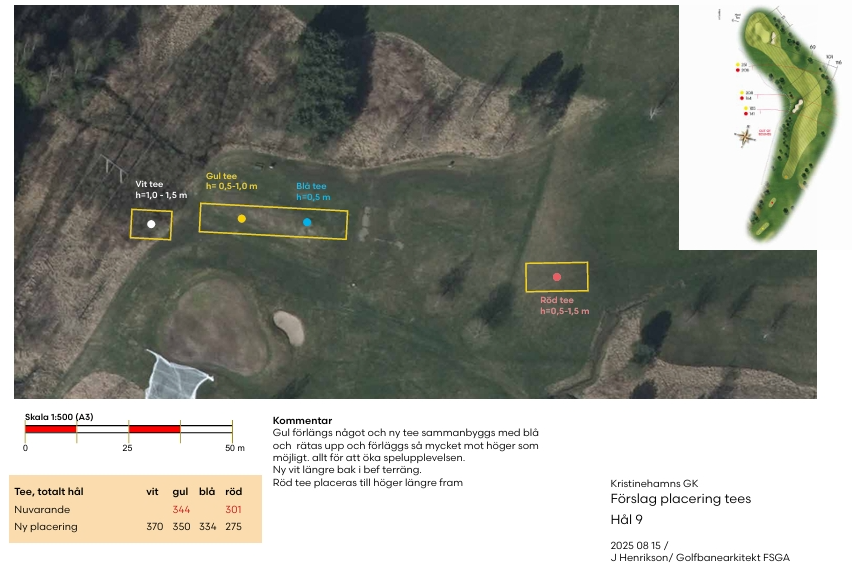 60
101
116
Vit tee
h=1,0 - 1,5 m
Gul tee
h= 0,5-1,0 m
Blå tee
h=0,5 m
Röd tee
h=0,5-1,5 m
Skala 1:500 (A3)
0 25 50 m
Kommentar
Gul förlängs något och ny tee sammanbyggs med blå
och rätas upp och förläggs så mycket mot höger som
möjligt. allt för att öka spelupplevelsen.
Ny vit längre bak i bef terräng.
Röd tee placeras till höger längre fram
Tee, totalt hål vit gul blå röd
Nuvarande 344 301
Ny placering 370 350 334 275
Kristinehamns GK
Förslag placering tees
Hål 9
2025 08 15 /
J Henrikson/ Golfbanearkitekt FSGA